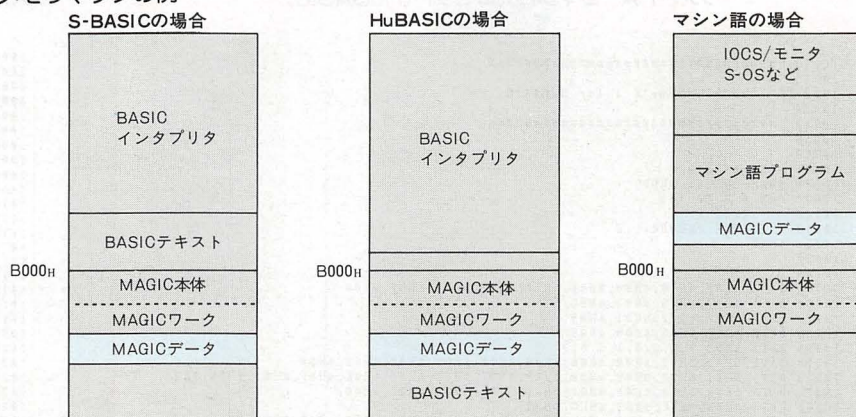 マップの例
S-BASICの場合
BASIC
インタプリタ
BASICテキスト
B000H
MAGIC本体
MAGICワーク
MAGICデータ
HuBASICの場合
BASIC
インタプリタ
B000H
MAGIC本体
MAGICワーク
MAGICデータ
BASICテキスト
マシン語の場合
IOCS/モニタ
S-OSなど
マシン語プログラム
MAGICデータ
B000H
MAGIC本体
MAGICワーク